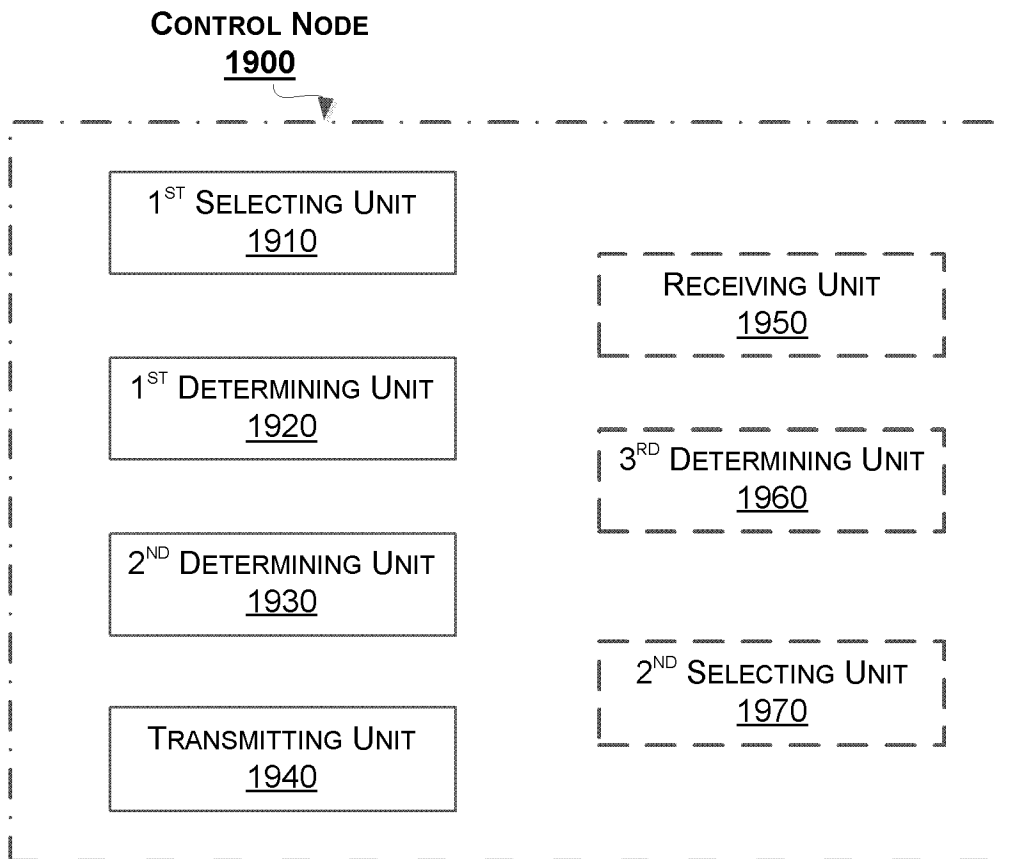 CONTROL NODE
1900
1ST SELECTING UNIT
1910
1ST DETERMINING UNIT
1920
2ND DETERMINING UNIT
1930
TRANSMITTING UNIT
1940
RECEIVING UNIT
1950
3RD DETERMINING UNIT
1960
2ND SELECTING UNIT
1970